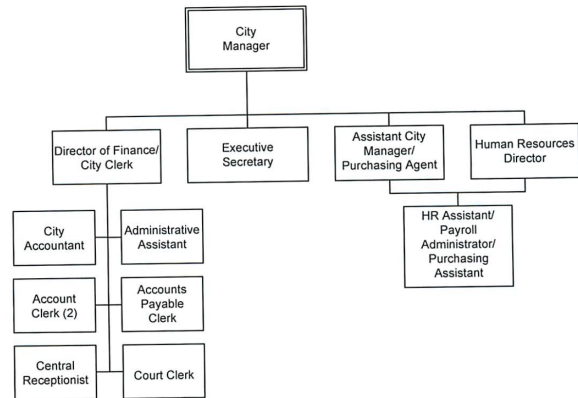 City
Manager
Director of Finance/
City Clerk
Executive
Secretary
Assistant City
Manager/
Purchasing Agent
Human Resources
Director
City
Accountant
Administrative
Assistant
HR Assistant/
Payroll
Administrator/
Purchasing
Assistant
Account
Clerk (2)
Accounts
Payable
Clerk
Central
Receptionist
Court Clerk